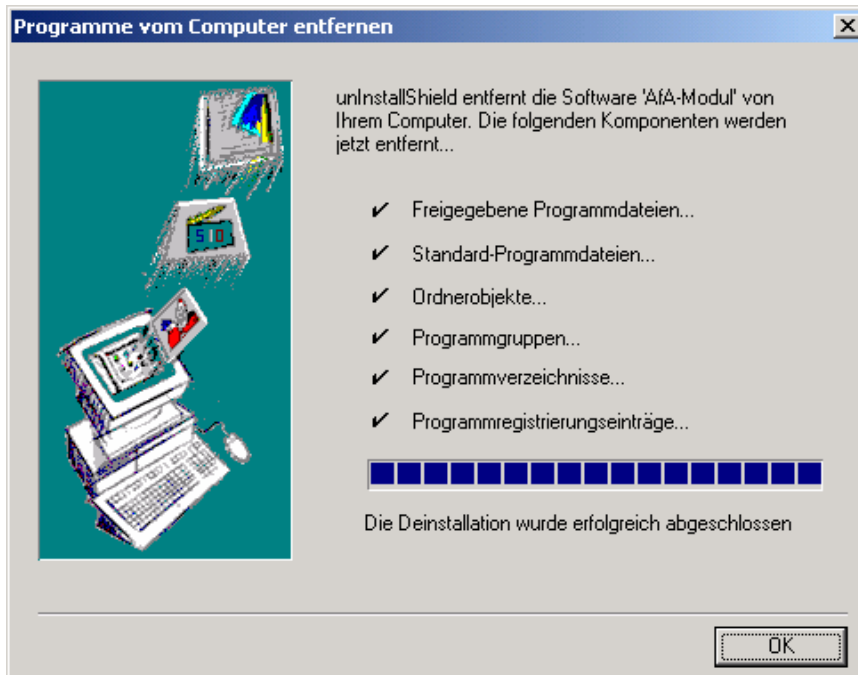 Programme vom Computer entfernen
unInstallShield entfernt die Software 'AfA-Modul' von
Ihrem Computer. Die folgenden Komponenten werden
jetzt entfernt...
✔ Freigegebene Programmdateien...
✔ Standard-Programmdateien...
✔ Ordnerobjekte...
✔ Programmgruppen...
✔ Programmverzeichnisse...
✔ Programmregistrierungseinträge...
Die Deinstallation wurde erfolgreich abgeschlossen
OK